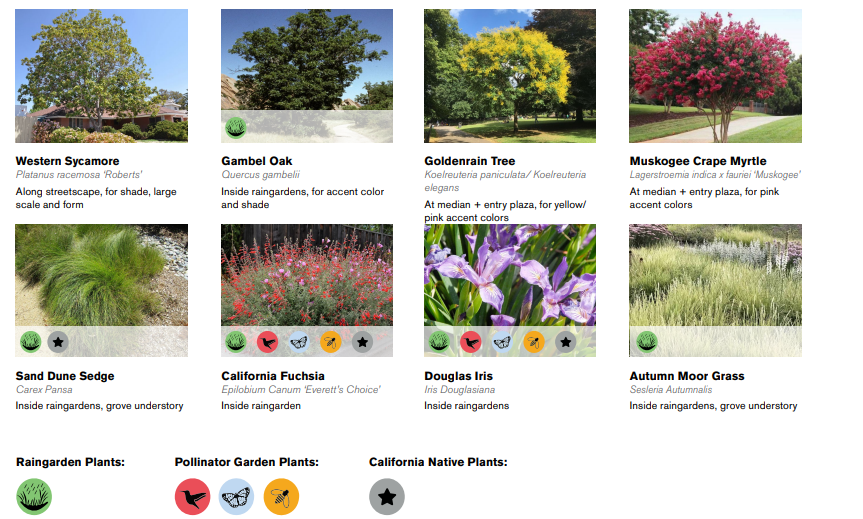 Western Sycamore
Platanus racemosa 'Roberts'
Along streetscape, for shade, large
scale and form
Gambel Oak
Quercus gambelii
Inside raingardens, for accent color
and shade
Goldenrain Tree
Koelreuteria paniculata/ Koelreuteria
elegans
At median + entry plaza, for yellow/
pink accent colors
Muskogee Crape Myrtle
Lagerstroemia indica x fauriei 'Muskogee'
At median + entry plaza, for pink
accent colors
Sand Dune Sedge
Carex Pansa
Inside raingardens, grove understory
California Fuchsia
Epilobium Canum 'Everett's Choice'
Inside raingarden
Douglas Iris
Iris Douglasiana
Inside raingardens
Autumn Moor Grass
Sesleria Autumnalis
Inside raingardens, grove understory
Raingarden Plants:
Pollinator Garden Plants:
California Native Plants: